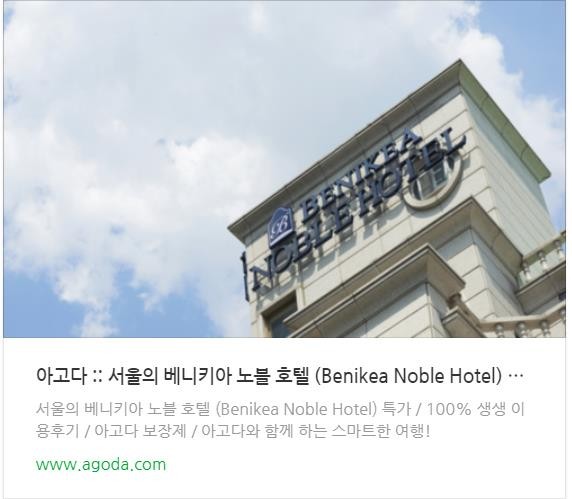 BENIKEA
NOBLE HOTEL
아고다 :: 서울의 베니키아 노블 호텔 (Benikea Noble Hotel) ···
서울의 베니키아 노블 호텔 (Benikea Noble Hotel) 특가 / 100% 생생 이
용후기 / 아고다 보장제 / 아고다와 함께 하는 스마트한 여행!
www.agoda.com